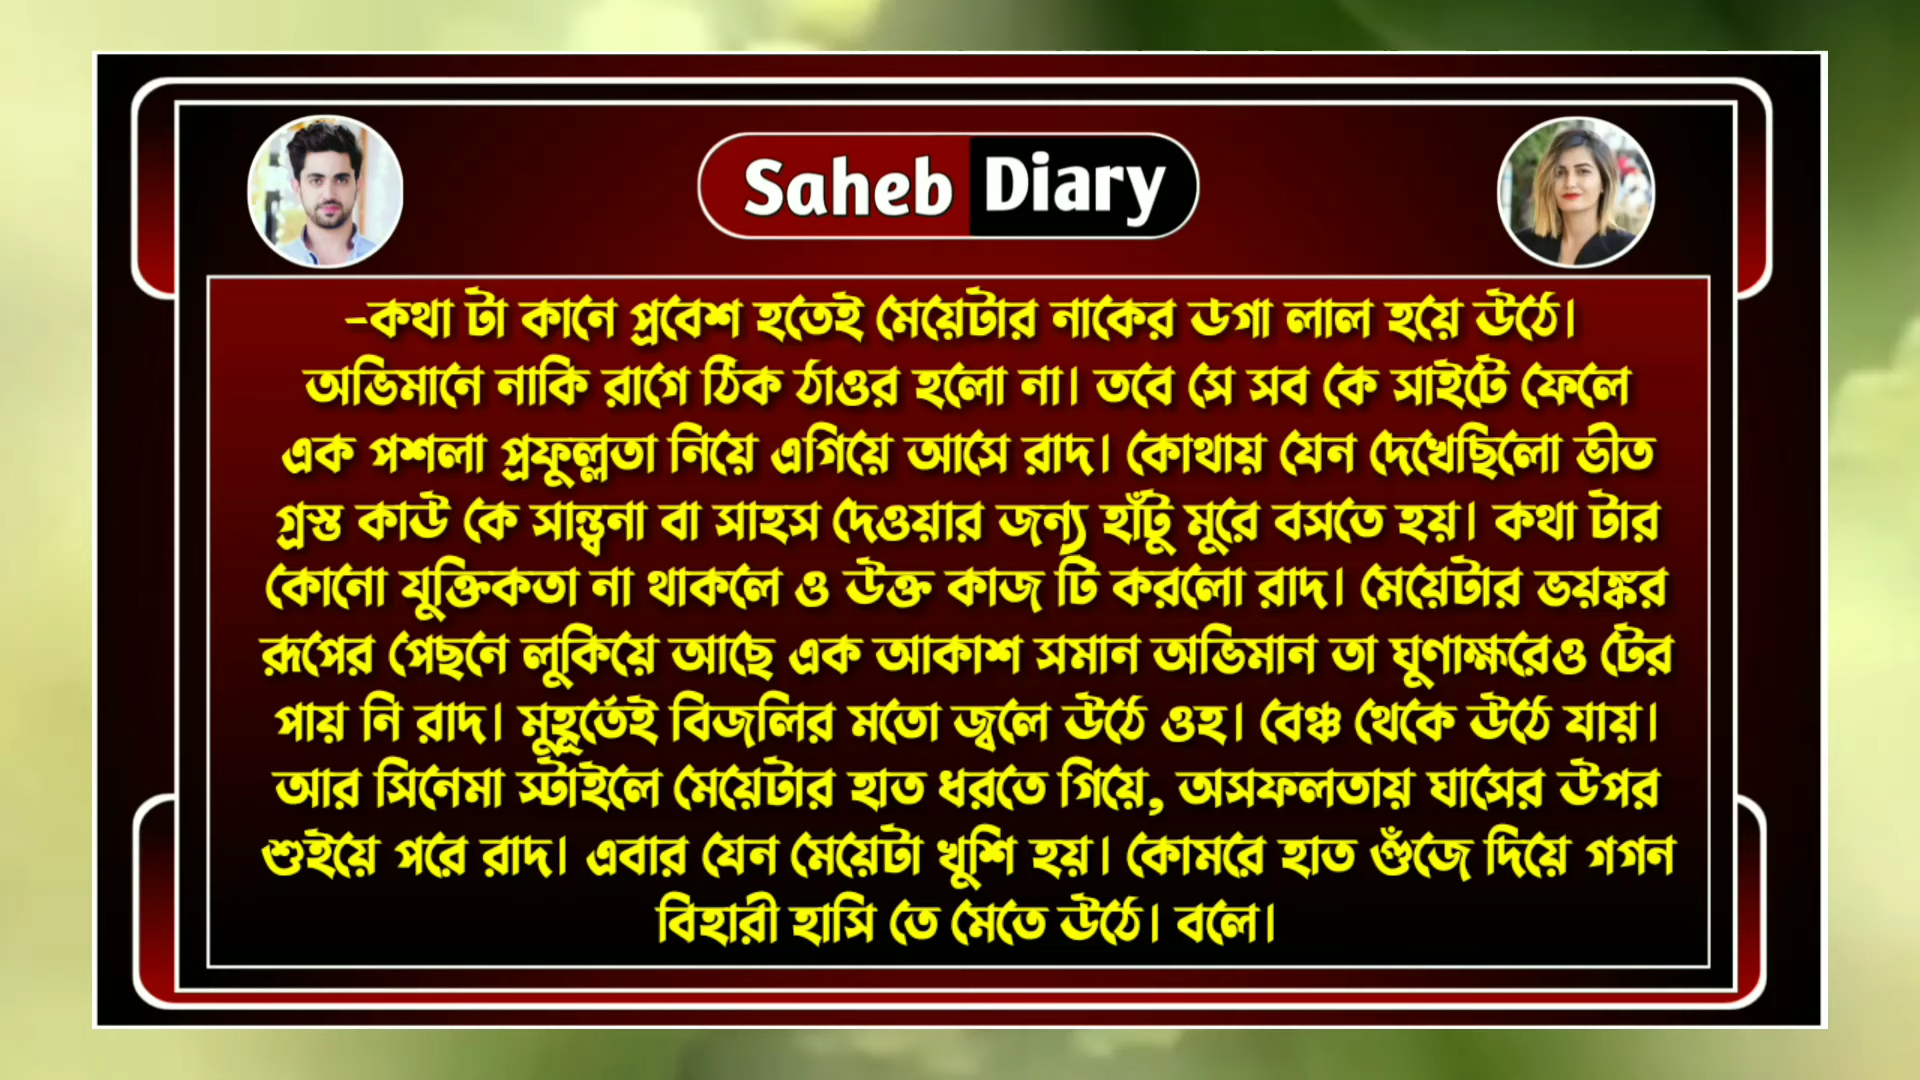 Saheb Diary
-কথা টা কানে প্রবেশ হতেই মেয়েটার নাকের ডগা লাল হয়ে উঠে।
অভিমানে নাকি রাগে ঠিক ঠাওর হলো না। তবে সে সব কে সাইটে ফেলে
এক পশলা প্রফুল্লতা নিয়ে এগিয়ে আসে রাদ। কোথায় যেন দেখেছিলো ভীত
গ্রস্ত কাউ কে সান্ত্বনা বা সাহস দেওয়ার জন্য হাঁটু মুরে বসতে হয়। কথা টার
কোনো যুক্তিকতা না থাকলে ও উক্ত কাজ টি করলো রাদ। মেয়েটার ভয়ঙ্কর
রূপের পেছনে লুকিয়ে আছে এক আকাশ সমান অভিমান তা ঘুণাক্ষরেও টের
পায় নি রাদ। মুহূর্তেই বিজলির মতো জ্বলে উঠে ওহ। বেঞ্চ থেকে উঠে যায়।
আর সিনেমা স্টাইলে মেয়েটার হাত ধরতে গিয়ে, অসফলতায় ঘাসের উপর
শুইয়ে পরে রাদ। এবার যেন মেয়েটা খুশি হয়। কোমরে হাত গুঁজে দিয়ে গগন
বিহারী হাসি তে মেতে উঠে। বলে।